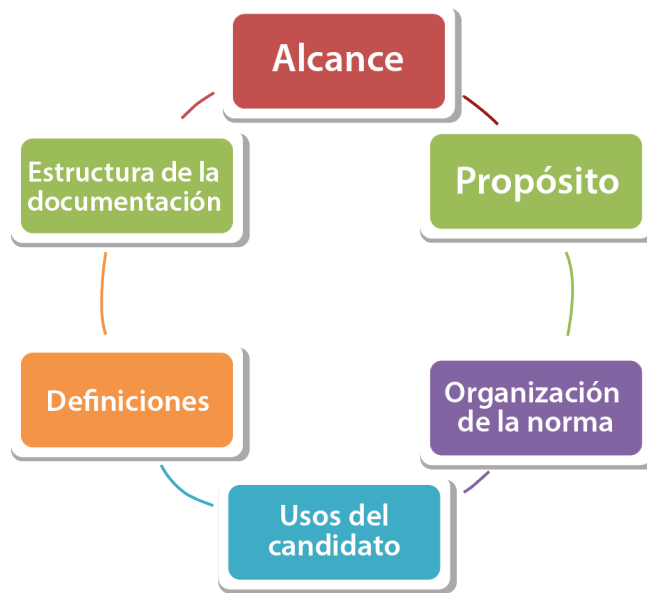 Alcance
Propósito
Organización
de la norma
Usos del
candidato
Definiciones
Estructura de la
documentación